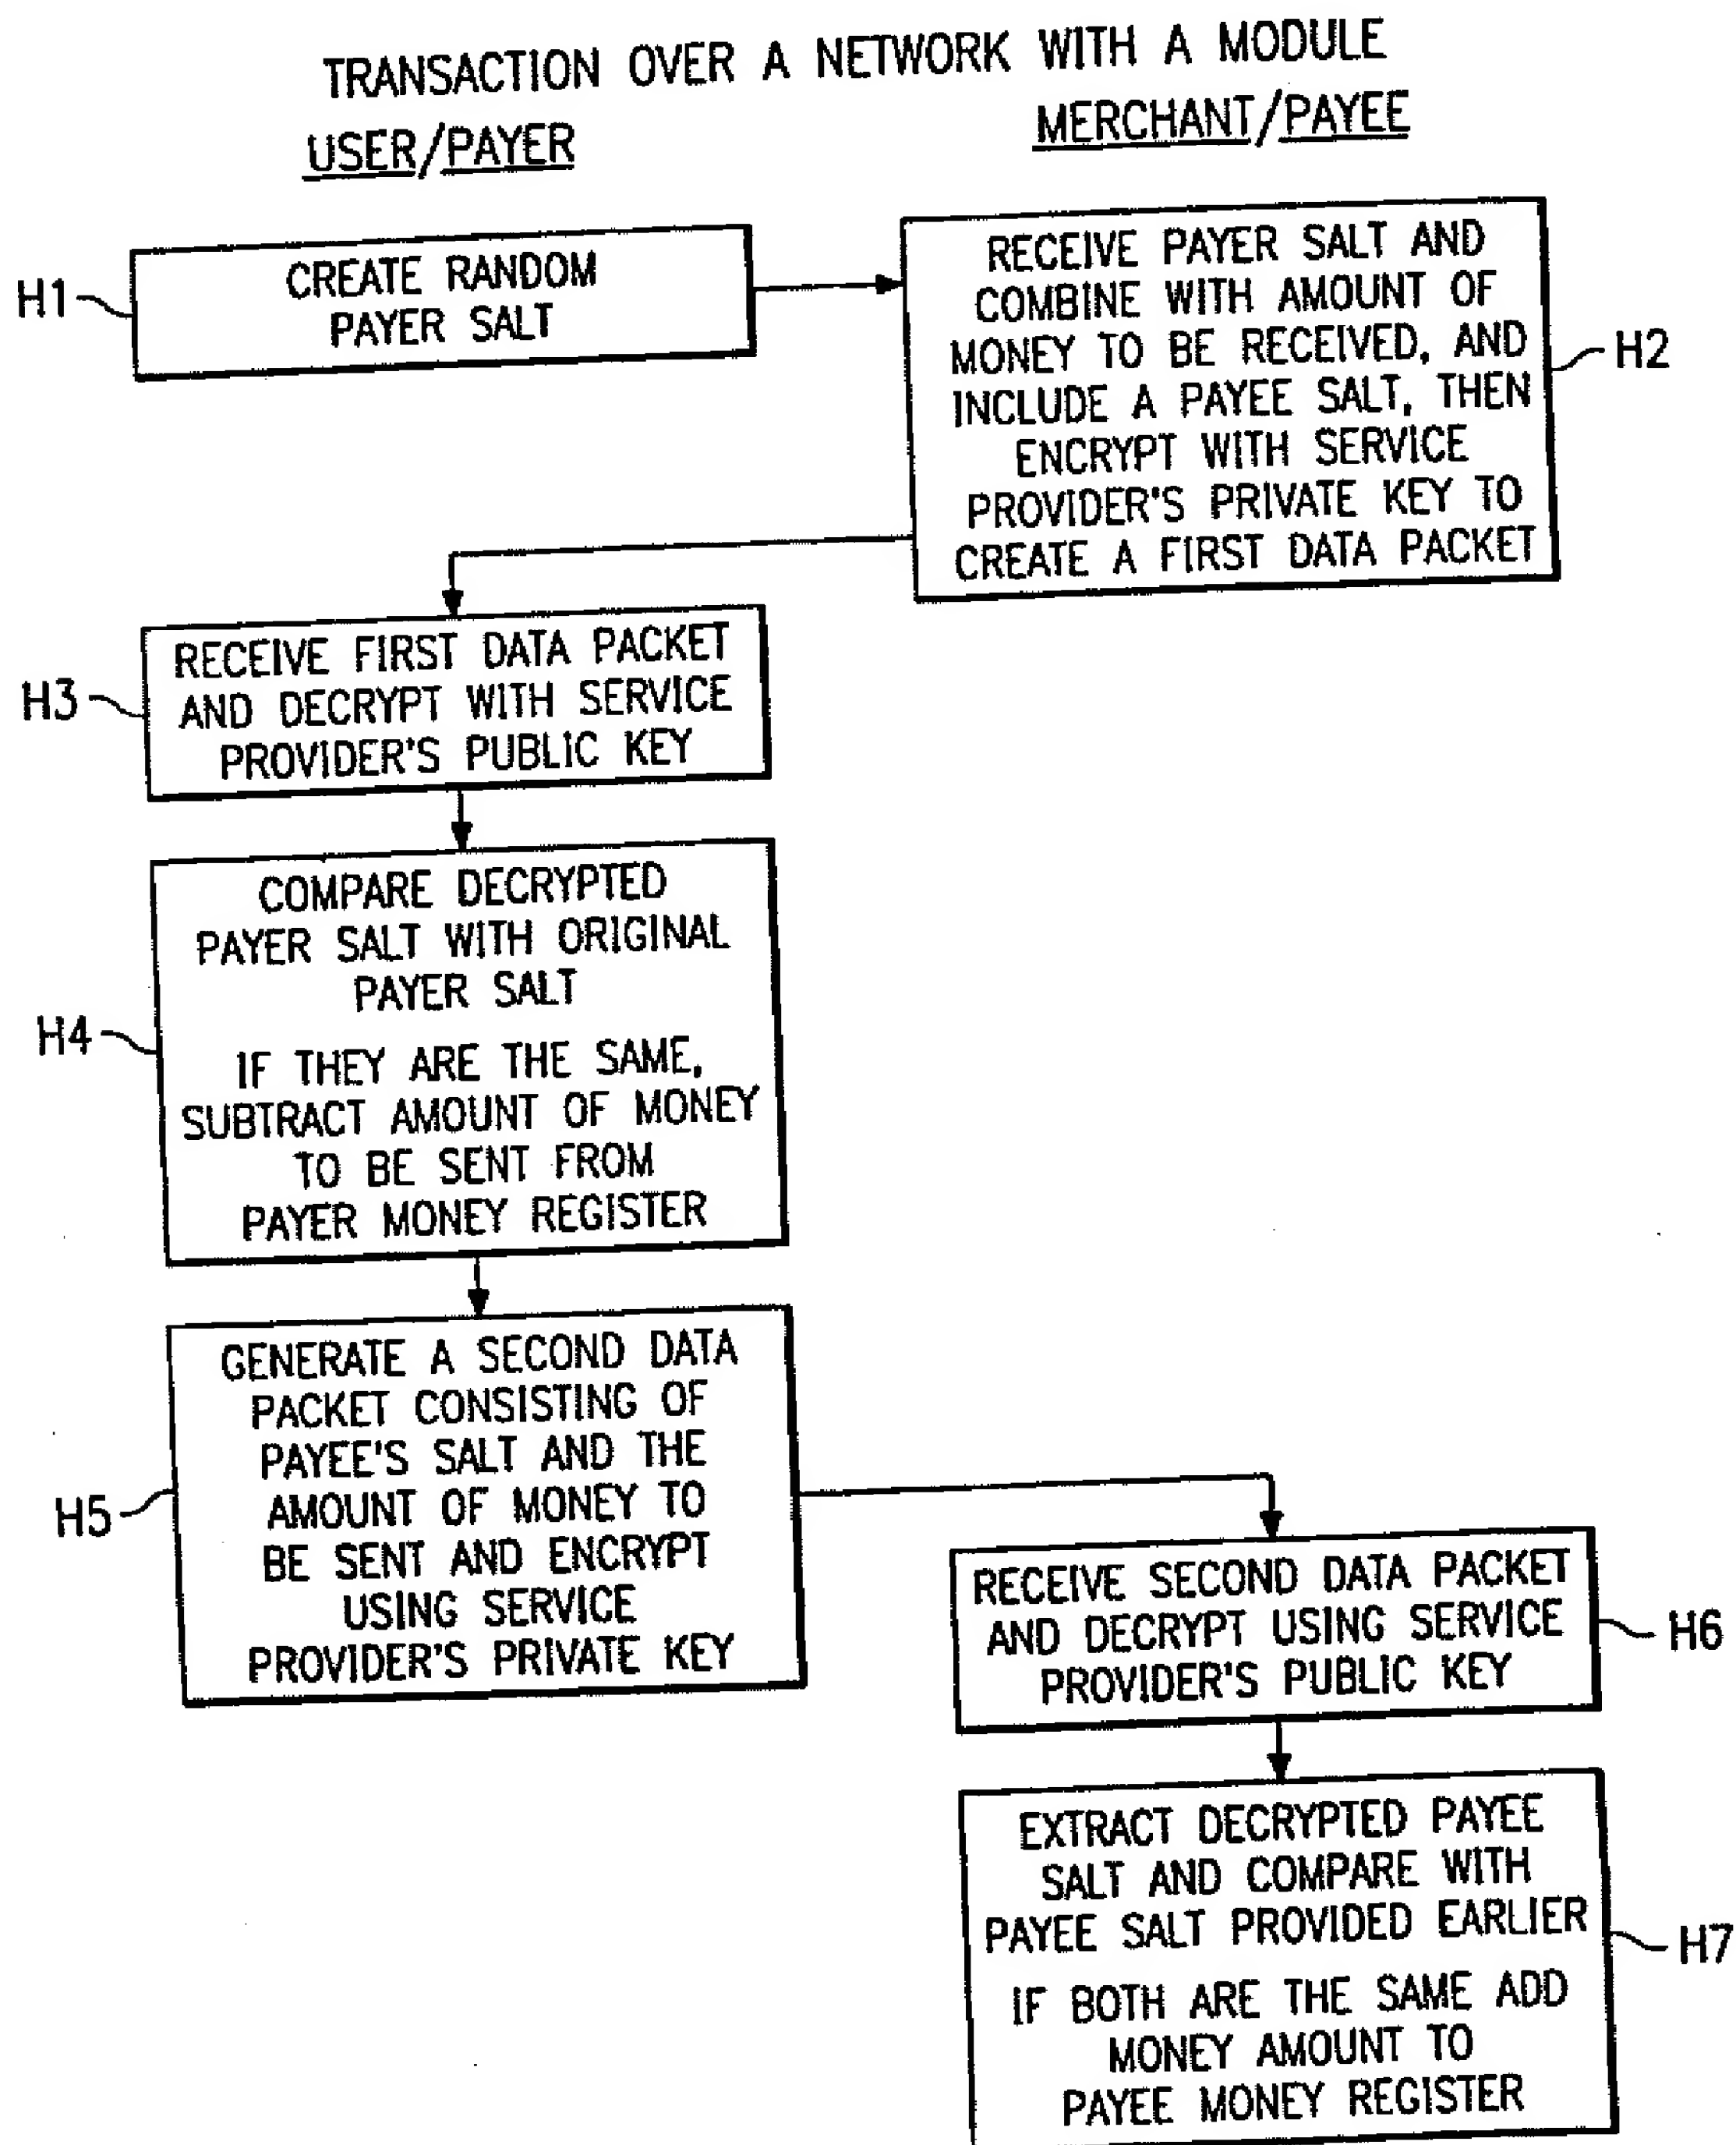 TRANSACTION OVER A NETWORK WITH A MODULE
USER/PAYER
MERCHANT/PAYEE
H1
CREATE RANDOM
PAYER SALT
RECEIVE PAYER SALT AND
COMBINE WITH AMOUNT OF
MONEY TO BE RECEIVED, AND
INCLUDE A PAYEE SALT, THEN
ENCRYPT WITH SERVICE
PROVIDER'S PRIVATE KEY TO
CREATE A FIRST DATA PACKET
H2
H3
RECEIVE FIRST DATA PACKET
AND DECRYPT WITH SERVICE
PROVIDER'S PUBLIC KEY
H4
COMPARE DECRYPTED
PAYER SALT WITH ORIGINAL
PAYER SALT
IF THEY ARE THE SAME,
SUBTRACT AMOUNT OF MONEY
TO BE SENT FROM
PAYER MONEY REGISTER
H5
GENERATE A SECOND DATA
PACKET CONSISTING OF
PAYEE'S SALT AND THE
AMOUNT OF MONEY TO
BE SENT AND ENCRYPT
USING SERVICE
PROVIDER'S PRIVATE KEY
RECEIVE SECOND DATA PACKET
AND DECRYPT USING SERVICE
PROVIDER'S PUBLIC KEY
H6
EXTRACT DECRYPTED PAYEE
SALT AND COMPARE WITH
PAYEE SALT PROVIDED EARLIER
IF BOTH ARE THE SAME ADD
MONEY AMOUNT TO
PAYEE MONEY REGISTER
H7